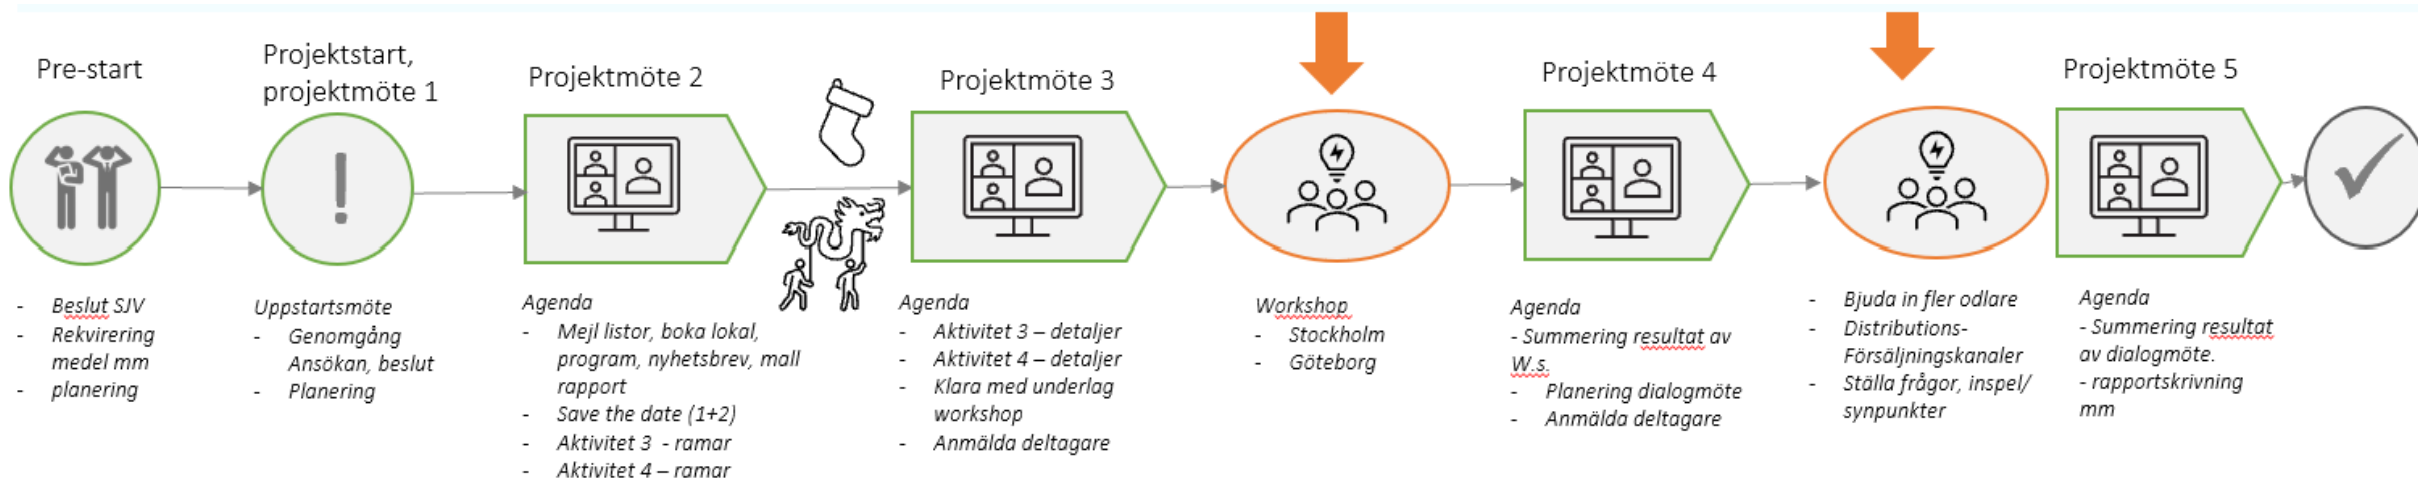 Pre-start
Projektstart,
projektmöte 1
Projektmöte 2
Projektmöte 3
Projektmöte 4
Projektmöte 5
- Beslut SJV
- Rekvirering
medel mm
- planering
Uppstartsmöte
- Genomgång
Ansökan, beslut
- Planering
Agenda
- Mejl listor, boka lokal,
program, nyhetsbrev, mall
rapport
- Save the date (1+2)
- Aktivitet 3 - ramar
- Aktivitet 4 – ramar
Agenda
- Aktivitet 3 – detaljer
- Aktivitet 4 – detaljer
- Klara med underlag
workshop
- Anmälda deltagare
Workshop
- Stockholm
- Göteborg
Agenda
- Summering resultat av
W.s.
- Planering dialogmöte
- Anmälda deltagare
- Bjuda in fler odlare
- Distributions-
Försäljningskanaler
- Ställa frågor, inspel/
synpunkter
Agenda
- Summering resultat
av dialogmöte.
- rapportskrivning
mm